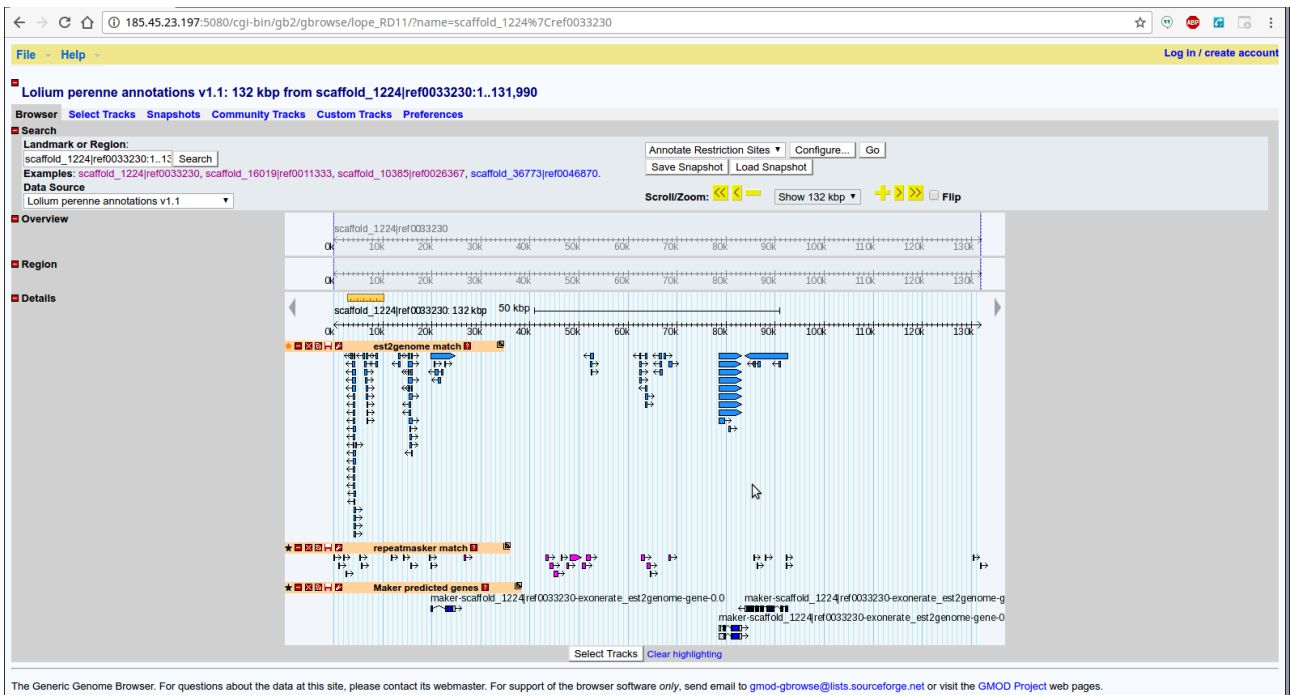 185.45.23.197:5080/cgi-bin/gb2/gbrowse/lope_RD11/?name=scaffold_1224%7Cref0033230
ABP
File Help Log in / create account
Lolium perenne annotations v1.1: 132 kbp from scaffold_1224|ref0033230:1..131,990
Browser Select Tracks Snapshots Community Tracks Custom Tracks Preferences
Search
Landmark or Region:
scaffold_1224|ref0033230:1..13 Search
Examples: scaffold_1224|ref0033230, scaffold_16019|ref0011333, scaffold_10385|ref0026367, scaffold_36773|ref0046870.
Data Source
Lolium perenne annotations v1.1
Annotate Restriction Sites Configure... Go
Save Snapshot Load Snapshot
Scroll/Zoom: Show 132 kbp Flip
Overview
scaffold_1224|ref0033230
0k 10k 20k 30k 40k 50k 60k 70k 80k 90k 100k 110k 120k 130k
Region
0k 10k 20k 30k 40k 50k 60k 70k 80k 90k 100k 110k 120k 130k
Details
scaffold_1224|ref0033230: 132 kbp 50 kbp
0k 10k 20k 30k 40k 50k 60k 70k 80k 90k 100k 110k 120k 130k
est2genome match
repeatmasker match
Maker predicted genes
maker-scaffold_1224|ref0033230-exonerate_est2genome-gene-0.0 maker-scaffold_1224|ref0033230-exonerate_est2genome-g
maker-scaffold_1224|ref0033230-exonerate_est2genome-gene-0
Select Tracks Clear highlighting
The Generic Genome Browser. For questions about the data at this site, please contact its webmaster. For support of the browser software only, send email to gmod-gbrowse@lists.sourceforge.net or visit the GMOD Project web pages.